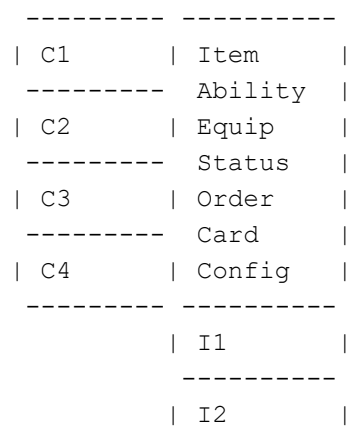 --------- ----------
| C1 | Item |
--------- Ability |
| C2 | Equip |
--------- Status |
| C3 | Order |
--------- Card |
| C4 | Config |
--------- ----------
| I1 |
----------
| I2 |